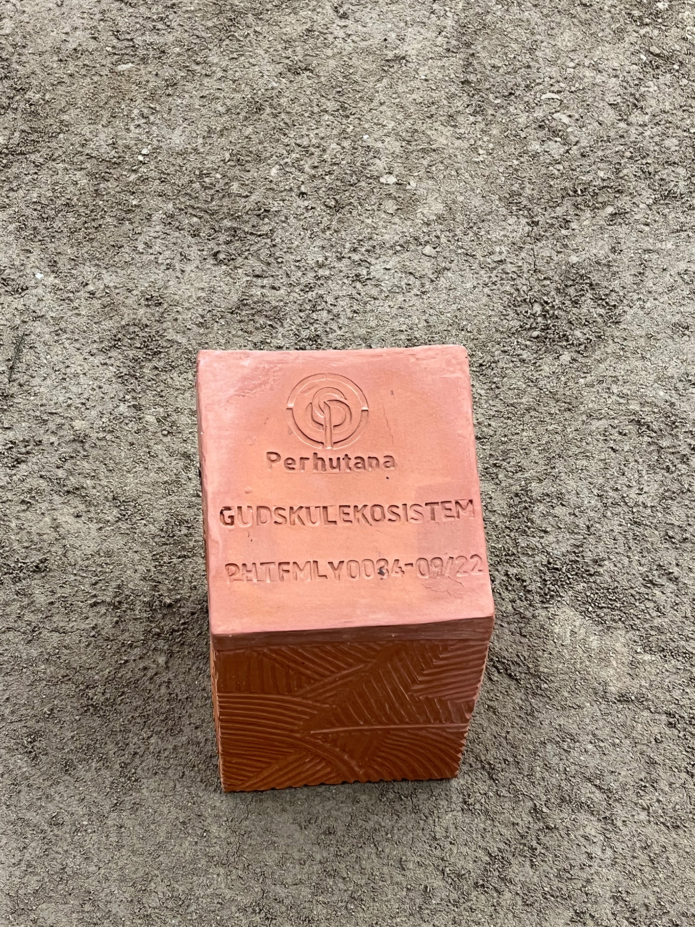 Perhutana
GUDSKULEKOSISTEM
PHTFMLY0034-09/22